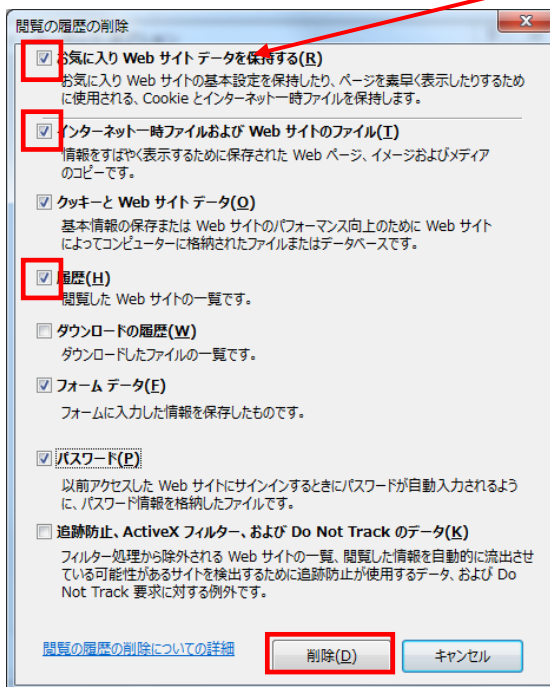 閲覧の履歴の削除
お気に入り Web サイト データを保持する(R)
お気に入り Web サイトの基本設定を保持したり、ページを素早く表示したりするため
に使用される、Cookie とインターネット一時ファイルを保持します。
インターネット一時ファイルおよび Web サイトのファイル(T)
情報をすばやく表示するために保存された Web ページ、イメージおよびメディア
のコピーです。
クッキーと Web サイト データ(O)
基本情報の保存または Web サイトのパフォーマンス向上のために Web サイト
によってコンピューターに格納されたファイルまたはデータベースです。
履歴(H)
閲覧した Web サイトの一覧です。
ダウンロードの履歴(W)
ダウンロードしたファイルの一覧です。
フォーム データ(F)
フォームに入力した情報を保存したものです。
パスワード(P)
以前アクセスした Web サイトにサインインするときにパスワードが自動入力されるよう
に、パスワード情報を格納したファイルです。
追跡防止、ActiveX フィルター、および Do Not Track のデータ(K)
フィルター処理から除外される Web サイトの一覧、閲覧した情報を自動的に流出させ
ている可能性があるサイトを検出するために追跡防止が使用するデータ、および Do
Not Track 要求に対する例外です。
閲覧の履歴の削除についての詳細
削除(D)
キャンセル